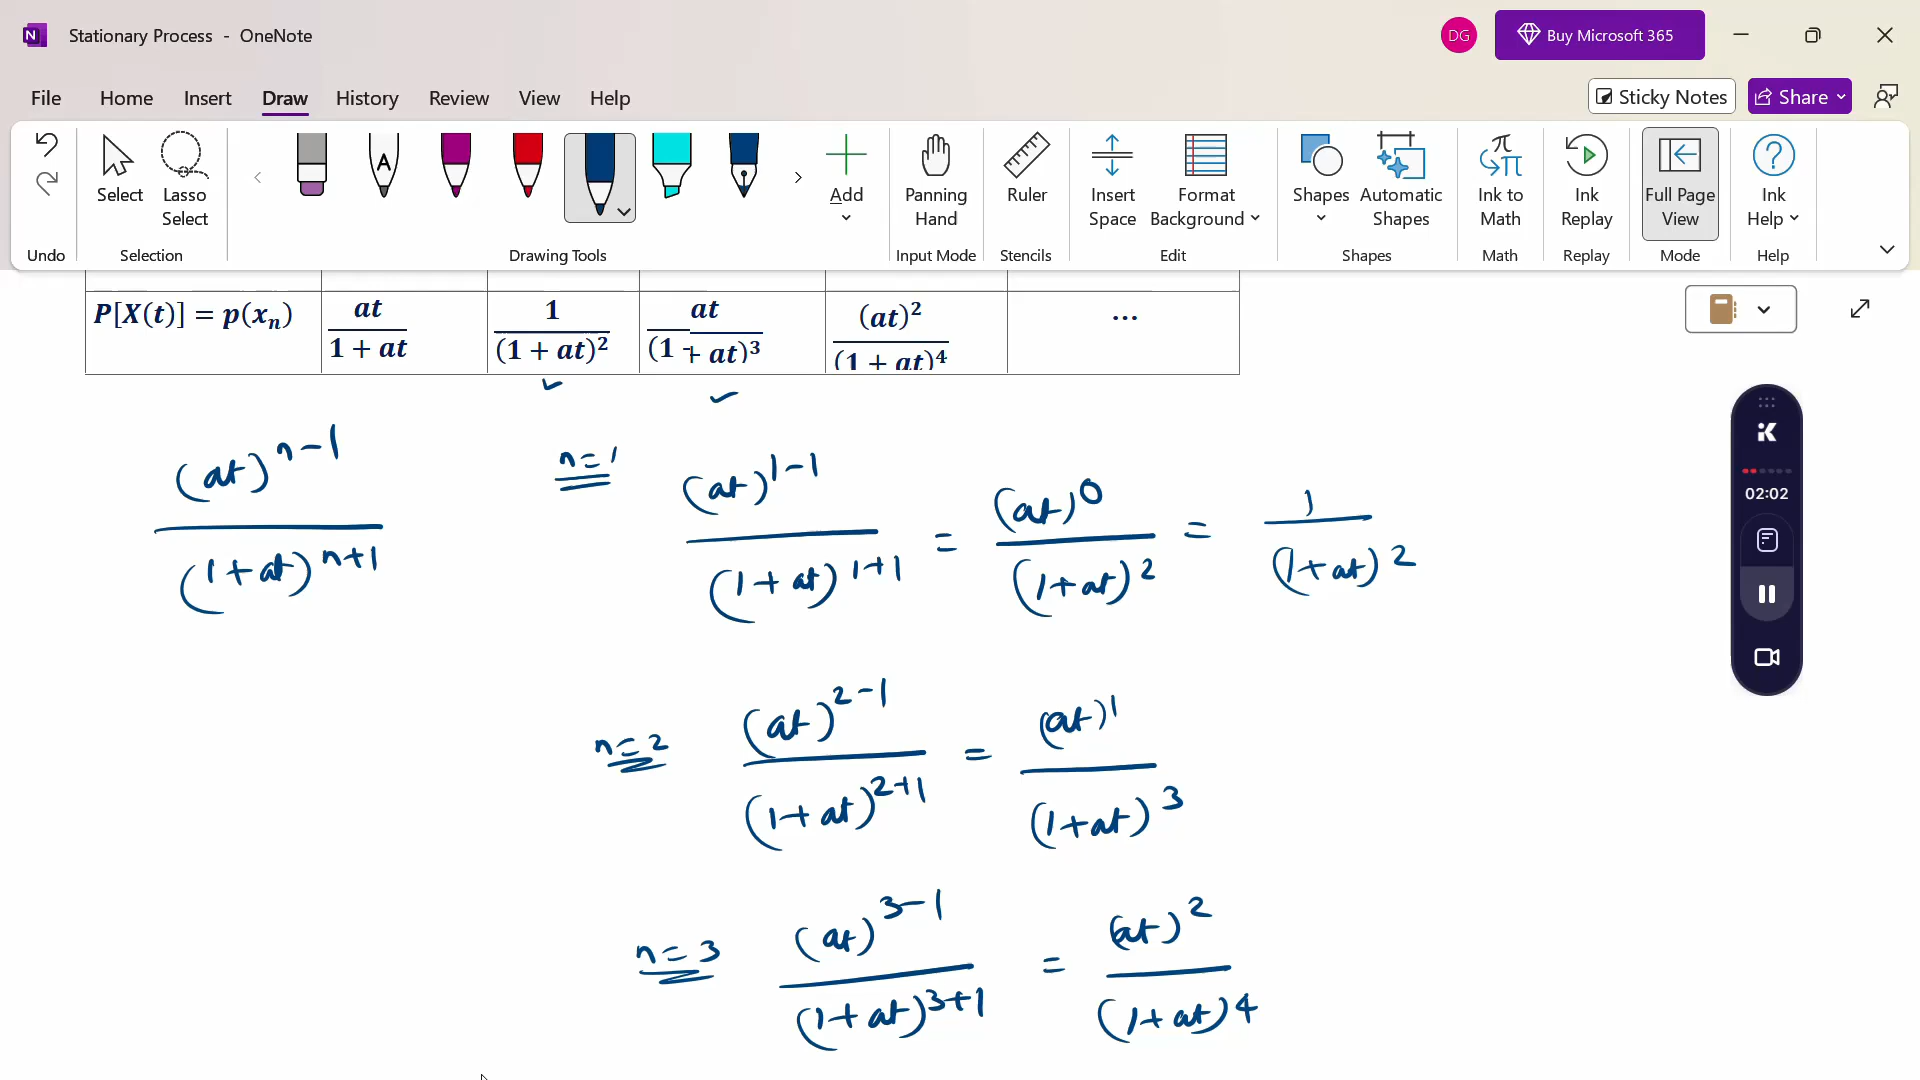 Stationary Process - OneNote
DG
Buy Microsoft 365
File Home Insert Draw History Review View Help
Sticky Notes
Share
A
Select
Lasso Select
Add
Panning Hand
Ruler
Insert Space
Format Background
Shapes
Automatic Shapes
Ink to Math
Ink Replay
Full Page View
Ink Help
Undo
Selection
Drawing Tools
Input Mode
Stencils
Edit
Shapes
Math
Replay
Mode
Help
P[X(t)] = p(xₙ)
at / 1 + at
1 / (1 + at)²
at / (1 + at)³
(at)² / (1 + at)⁴
...
02:02
(at)^(n-1) / (1+at)^(n+1)
n=1 (at)^(1-1) / (1+at)^(1+1) = (at)^0 / (1+at)^2 = 1 / (1+at)^2
n=2 (at)^(2-1) / (1+at)^(2+1) = (at)^1 / (1+at)^3
n=3 (at)^(3-1) / (1+at)^(3+1) = (at)^2 / (1+at)^4